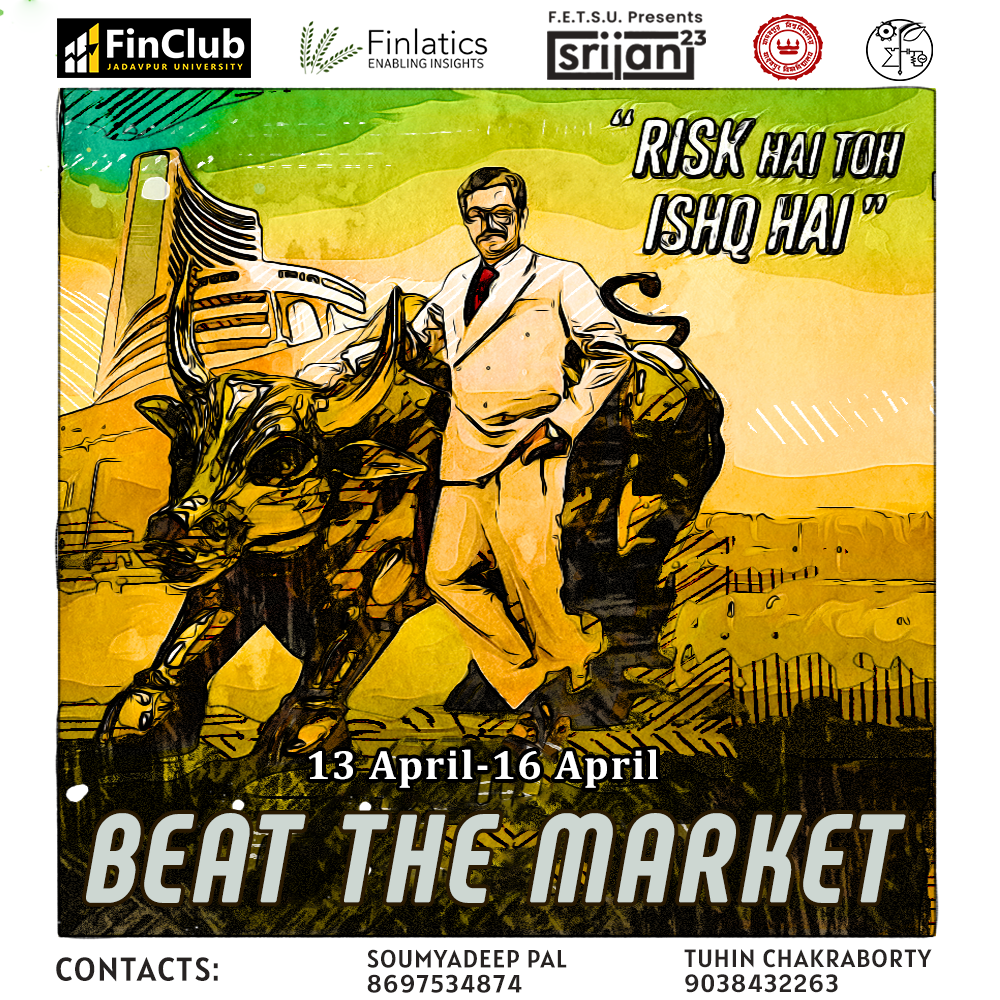 FinClub
JADAVPUR UNIVERSITY
Finlatics
ENABLING INSIGHTS
F.E.T.S.U. Presents
srijan 23
“RISK HAI TOH
ISHQ HAI”
13 April-16 April
BEAT THE MARKET
CONTACTS:
SOUMYADEEP PAL
8697534874
TUHIN CHAKRABORTY
9038432263